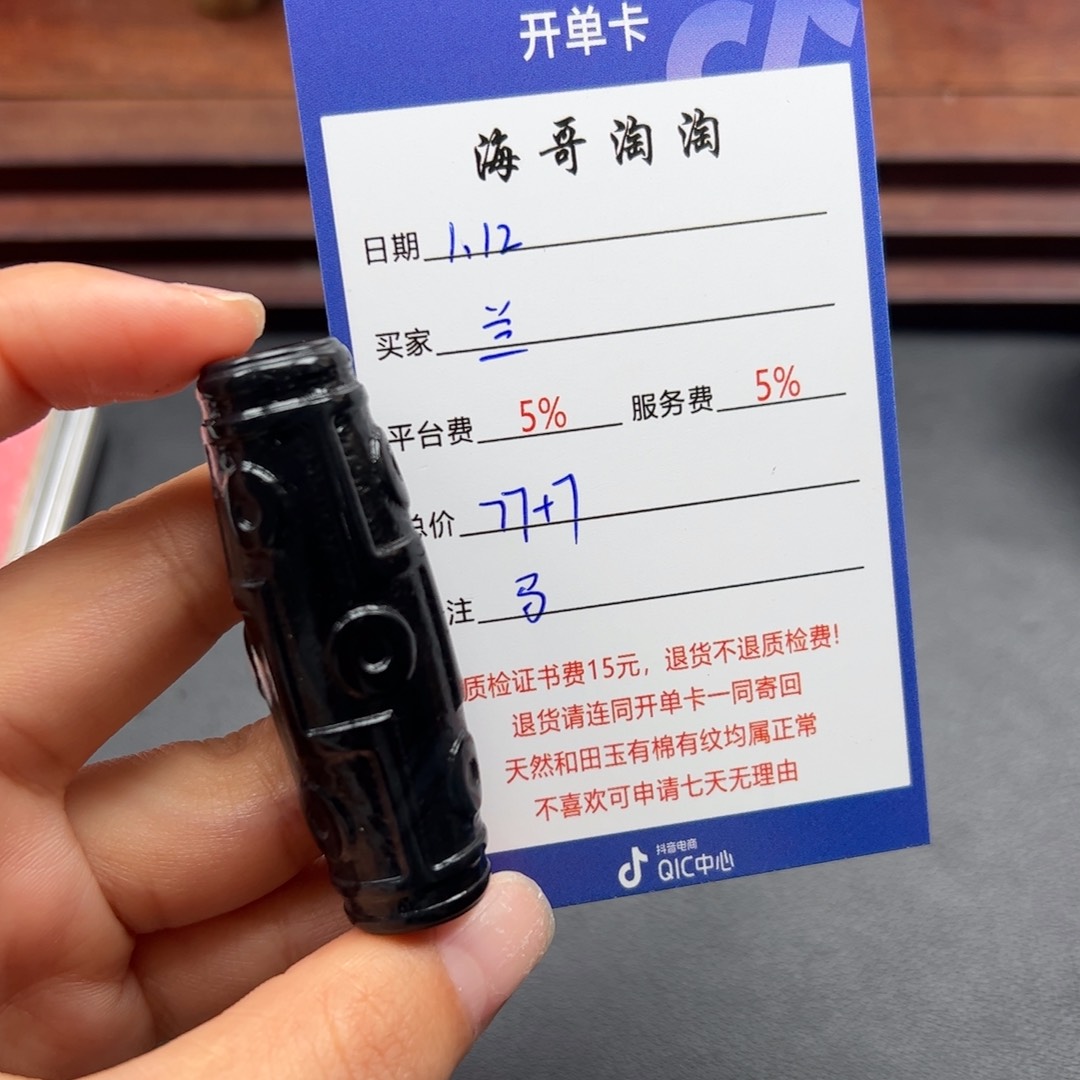 开单卡
海哥淘淘
日期 1.12
买家 兰
平台费 5% 服务费 5%
总价 77+7
注
质检证书费15元，退货不退质检费！
退货请连同开单卡一同寄回
天然和田玉有棉有纹均属正常
不喜欢可申请七天无理由
抖音电商
QIC中心